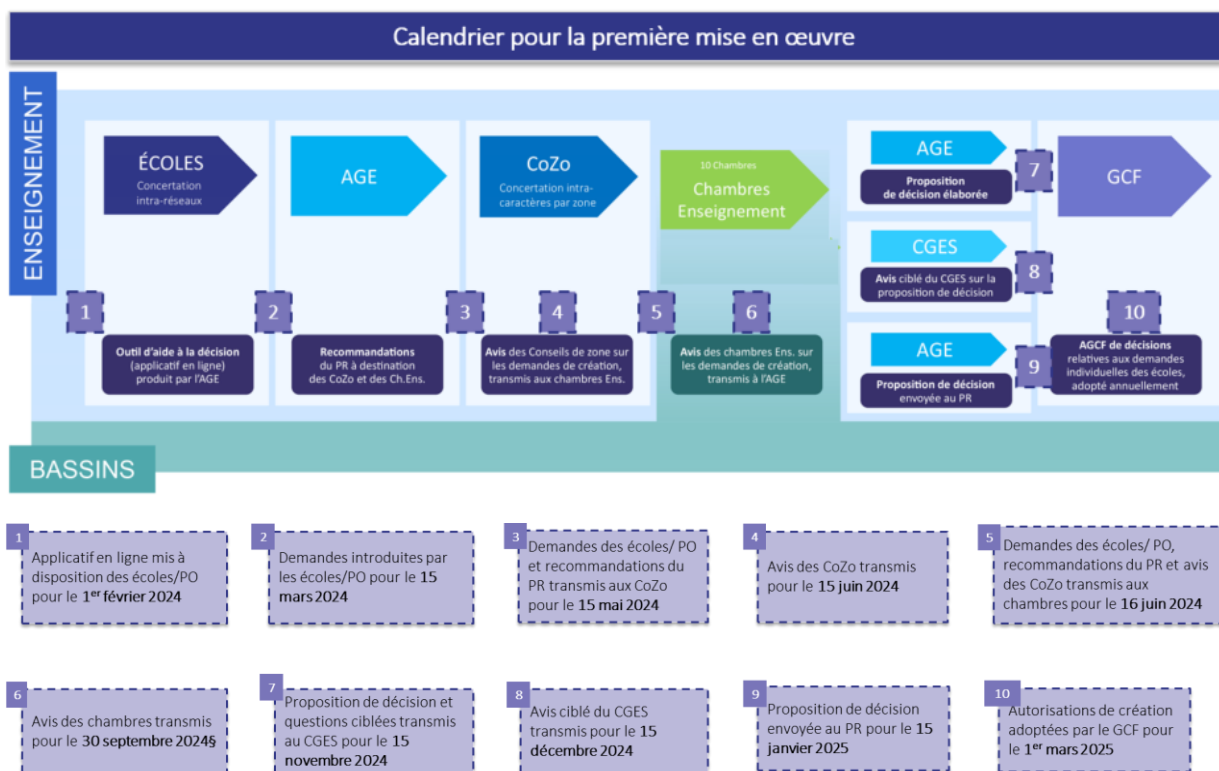 Calendrier pour la première mise en œuvre
ENSEIGNEMENT
ÉCOLES
Concertation
intra-réseaux
AGE
CoZo
Concertation intra-
caractères par zone
10 Chambres
Chambres
Enseignement
AGE
Proposition
de décision élaborée
7
GCF
CGES
Avis ciblé du CGES sur la
proposition de décision
8
1
2
3
4
5
6
10
Outil d'aide à la décision
(applicatif en ligne)
produit par l'AGE
Recommandations
du PR à destination
des CoZo et des Ch.Ens.
Avis des Conseils de zone sur
les demandes de création,
transmis aux chambres Ens.
Avis des chambres Ens. sur
les demandes de création,
transmis à l'AGE
AGE
Proposition de décision
envoyée au PR
9
AGCF de décisions
relatives aux demandes
individuelles des écoles,
adopté annuellement
BASSINS
1
Applicatif en ligne mis à
disposition des écoles/PO
pour le 1er février 2024
2
Demandes introduites par
les écoles/PO pour le 15
mars 2024
3
Demandes des écoles/ PO
et recommandations du
PR transmis aux CoZo
pour le 15 mai 2024
4
Avis des CoZo transmis
pour le 15 juin 2024
5
Demandes des écoles/ PO,
recommandations du PR et avis
des CoZo transmis aux
chambres pour le 16 juin 2024
6
Avis des chambres transmis
pour le 30 septembre 2024§
7
Proposition de décision et
questions ciblées transmis
au CGES pour le 15
novembre 2024
8
Avis ciblé du CGES
transmis pour le 15
décembre 2024
9
Proposition de décision
envoyée au PR pour le 15
janvier 2025
10
Autorisations de création
adoptées par le GCF pour
le 1er mars 2025